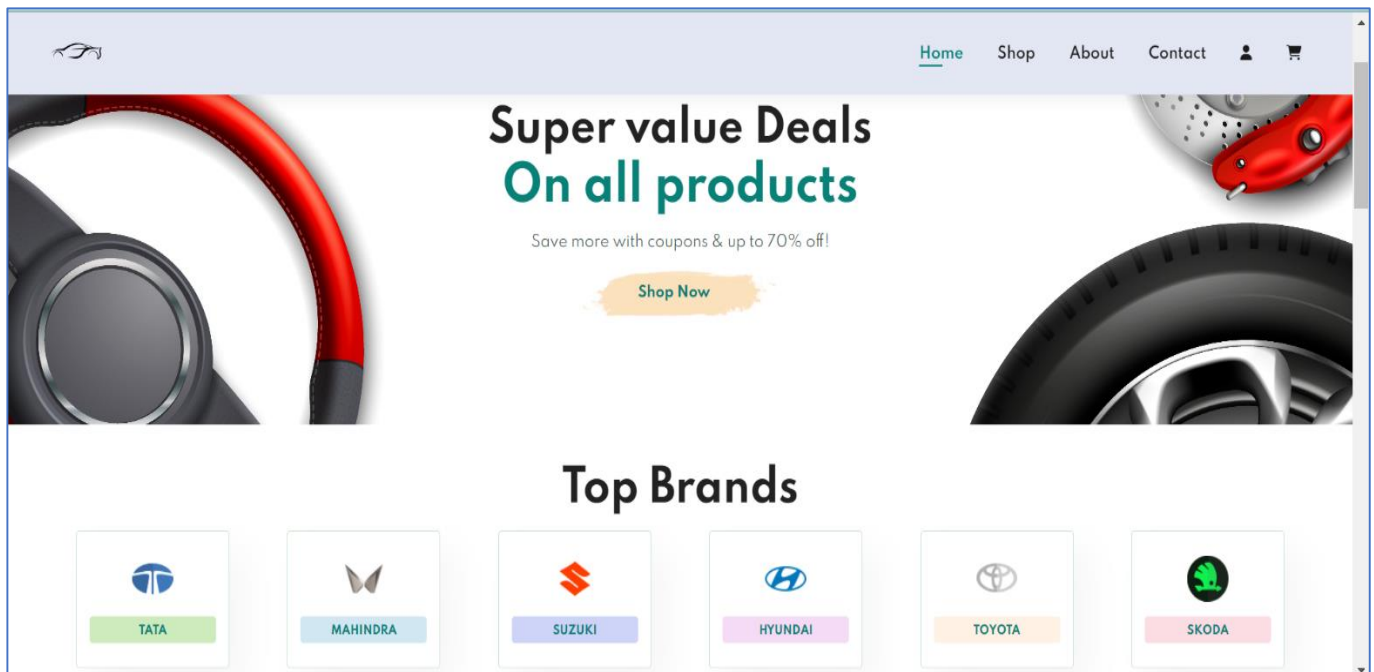 Home Shop About Contact
Super value Deals
On all products
Save more with coupons & up to 70% off!
Shop Now
Top Brands
TATA MAHINDRA SUZUKI HYUNDAI TOYOTA SKODA